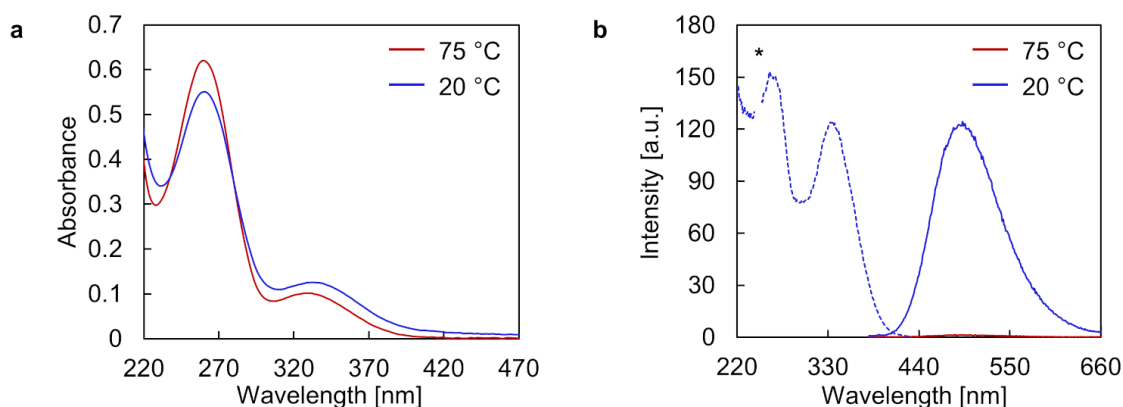 a
0.7
0.6
0.5
0.4
0.3
0.2
0.1
0
Absorbance
75 °C
20 °C
220 270 320 370 420 470
Wavelength [nm]
b
180
150
120
90
60
30
0
Intensity [a.u.]
*
75 °C
20 °C
220 330 440 550 660
Wavelength [nm]